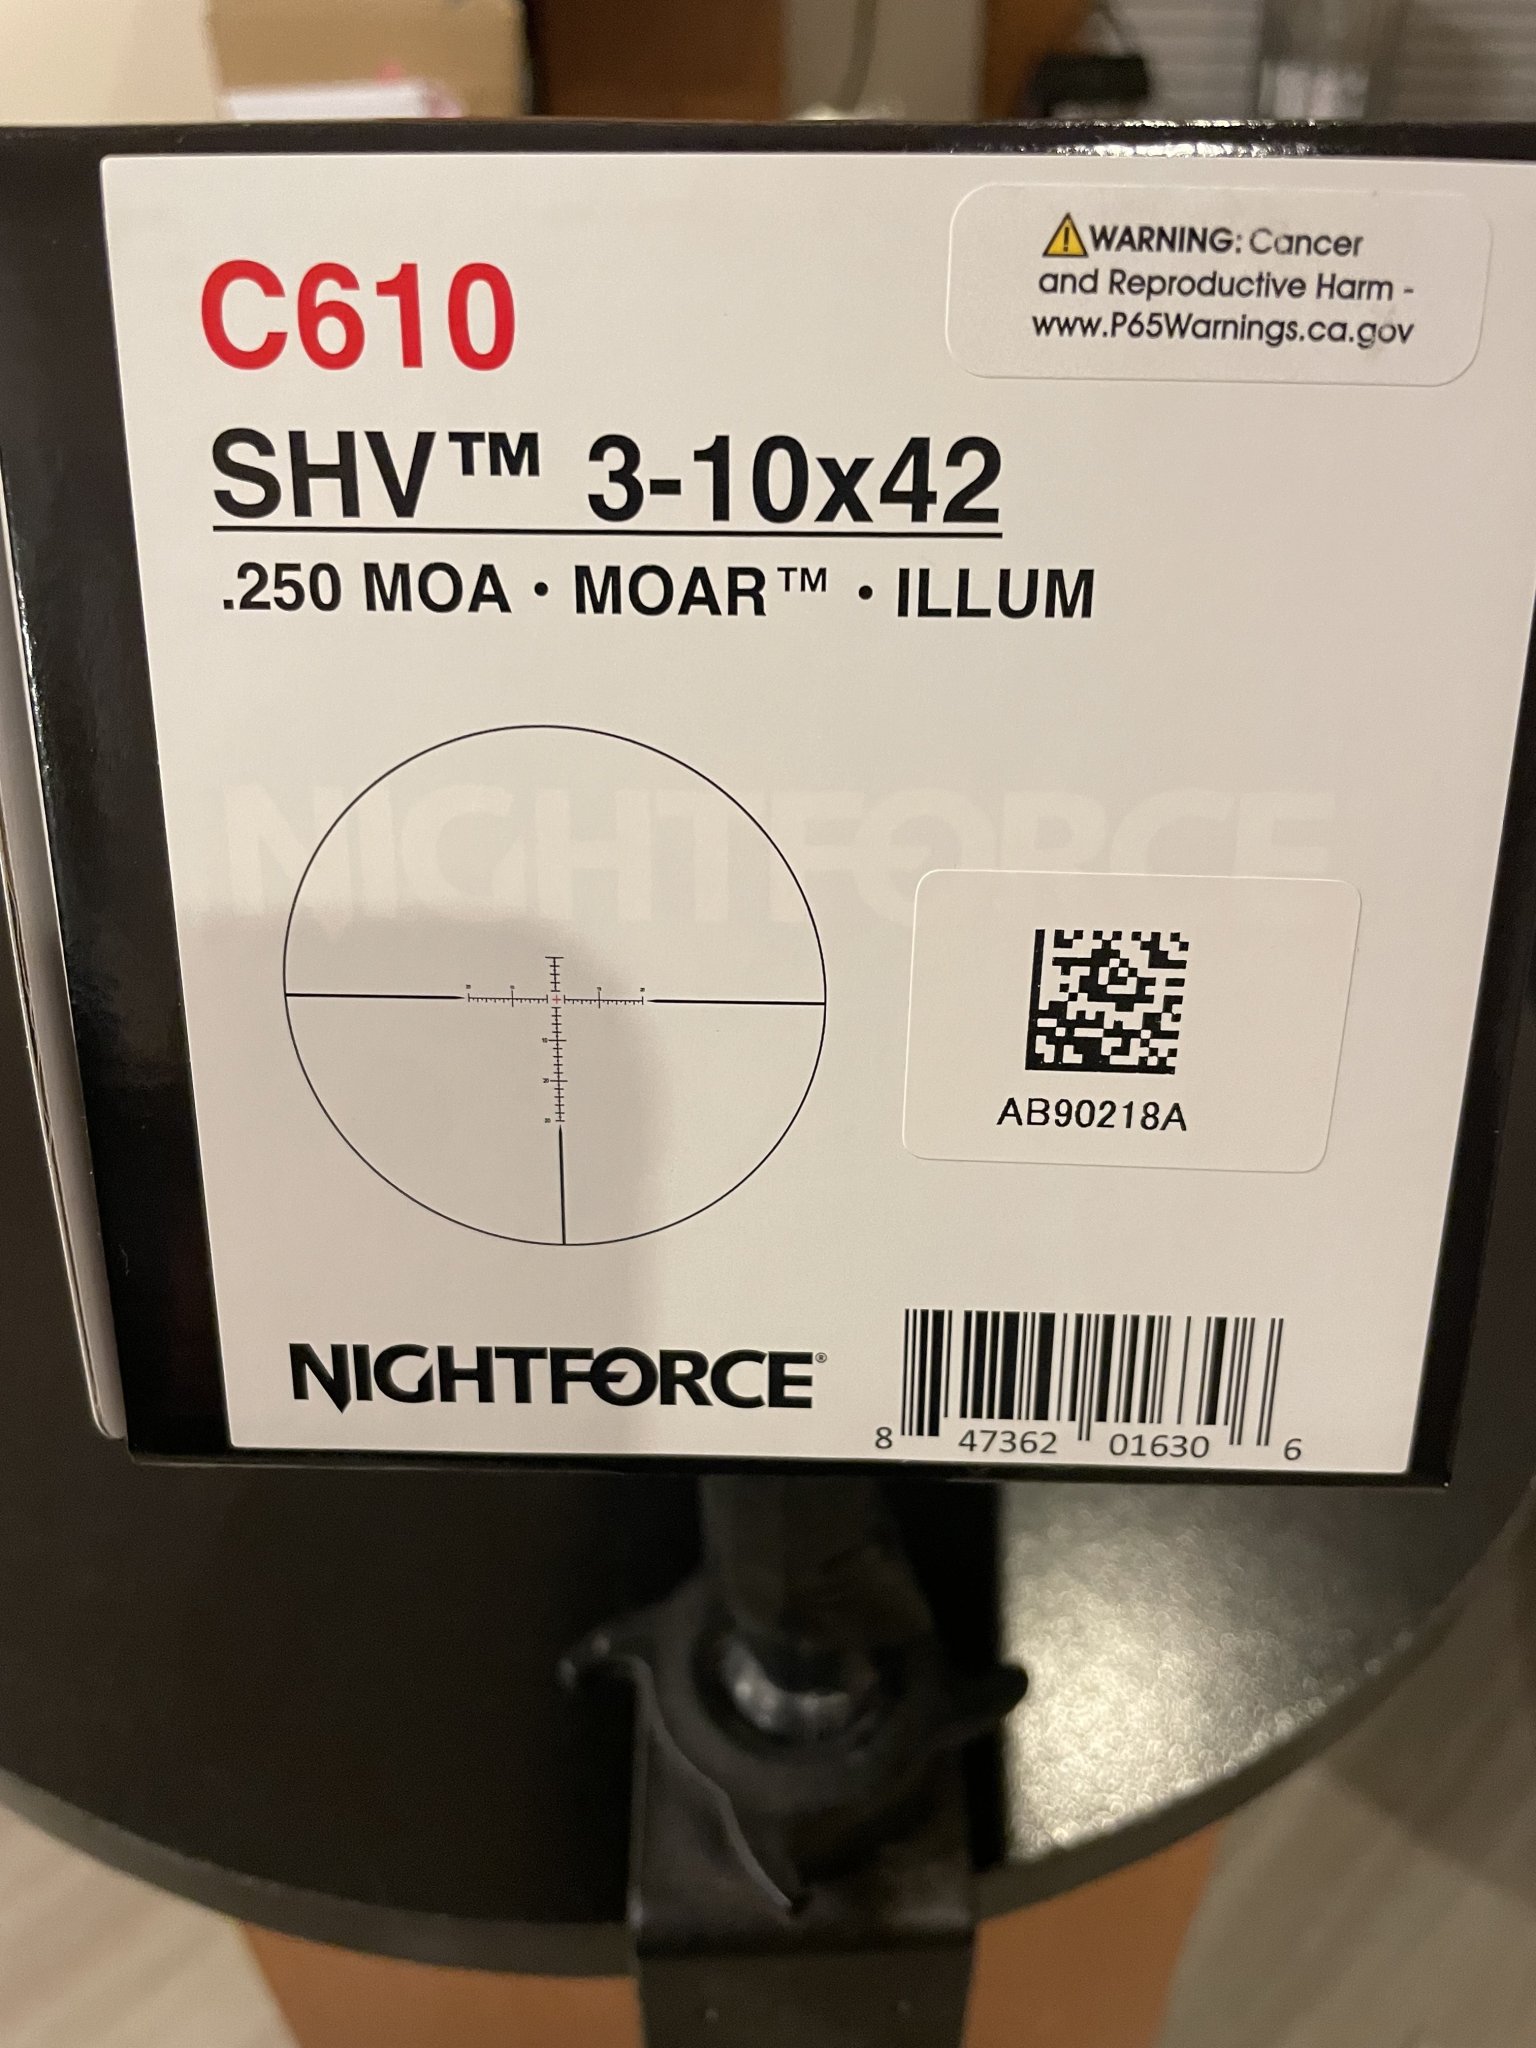 C610
⚠WARNING: Cancer
and Reproductive Harm -
www.P65Warnings.ca.gov
SHV™ 3-10x42
.250 MOA • MOAR™ • ILLUM
NIGHTFORCE
AB90218A
NIGHTFORCE®
8 47362 01630 6